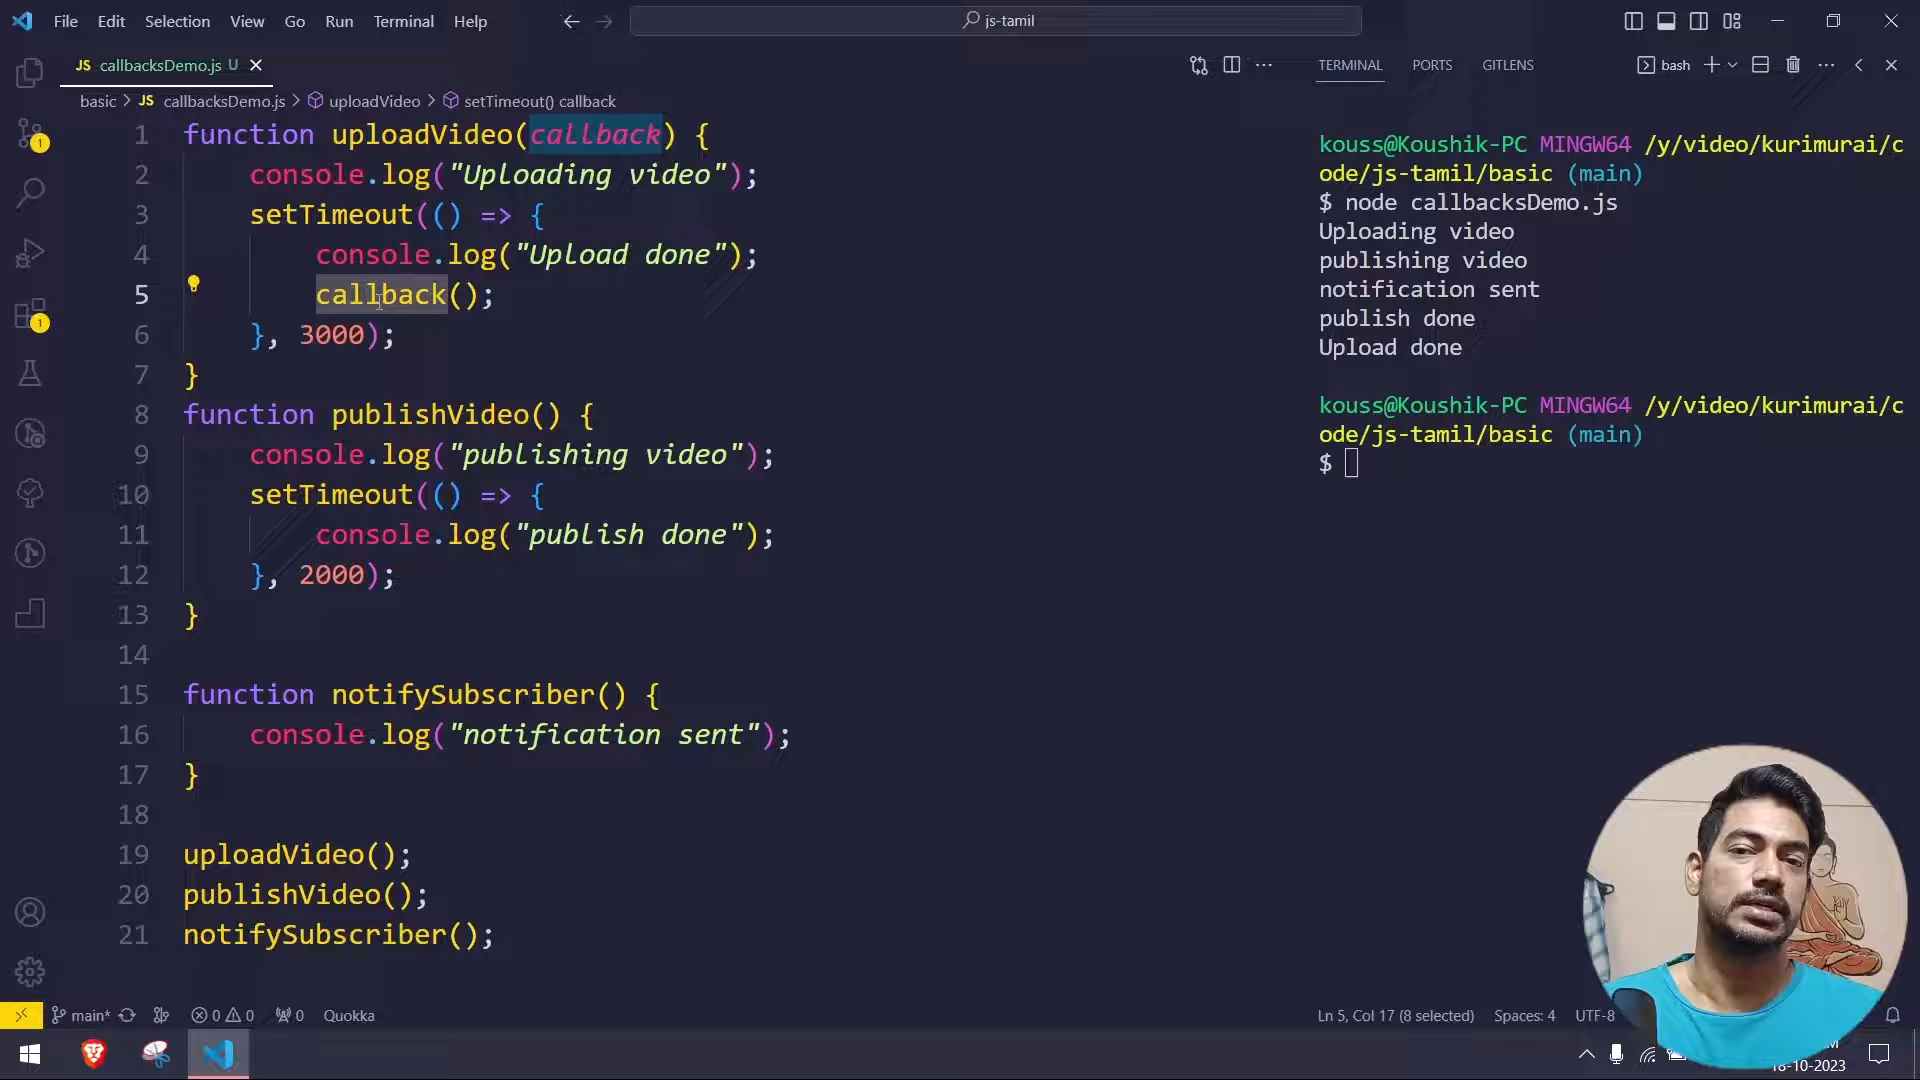 File Edit Selection View Go Run Terminal Help
js-tamil
JS callbacksDemo.js U
basic > JS callbacksDemo.js > uploadVideo > setTimeout() callback
1 function uploadVideo(callback) {
2 console.log("Uploading video");
3 setTimeout(() => {
4 console.log("Upload done");
5 callback();
6 }, 3000);
7 }
8 function publishVideo() {
9 console.log("publishing video");
10 setTimeout(() => {
11 console.log("publish done");
12 }, 2000);
13 }
14
15 function notifySubscriber() {
16 console.log("notification sent");
17 }
18
19 uploadVideo();
20 publishVideo();
21 notifySubscriber();
TERMINAL PORTS GITLENS
bash
kouss@Koushik-PC MINGW64 /y/video/kurimurai/c
ode/js-tamil/basic (main)
$ node callbacksDemo.js
Uploading video
publishing video
notification sent
publish done
Upload done
kouss@Koushik-PC MINGW64 /y/video/kurimurai/c
ode/js-tamil/basic (main)
$
1
1
main* 0 0 0 Quokka
Ln 5, Col 17 (8 selected) Spaces: 4 UTF-8
18-10-2023